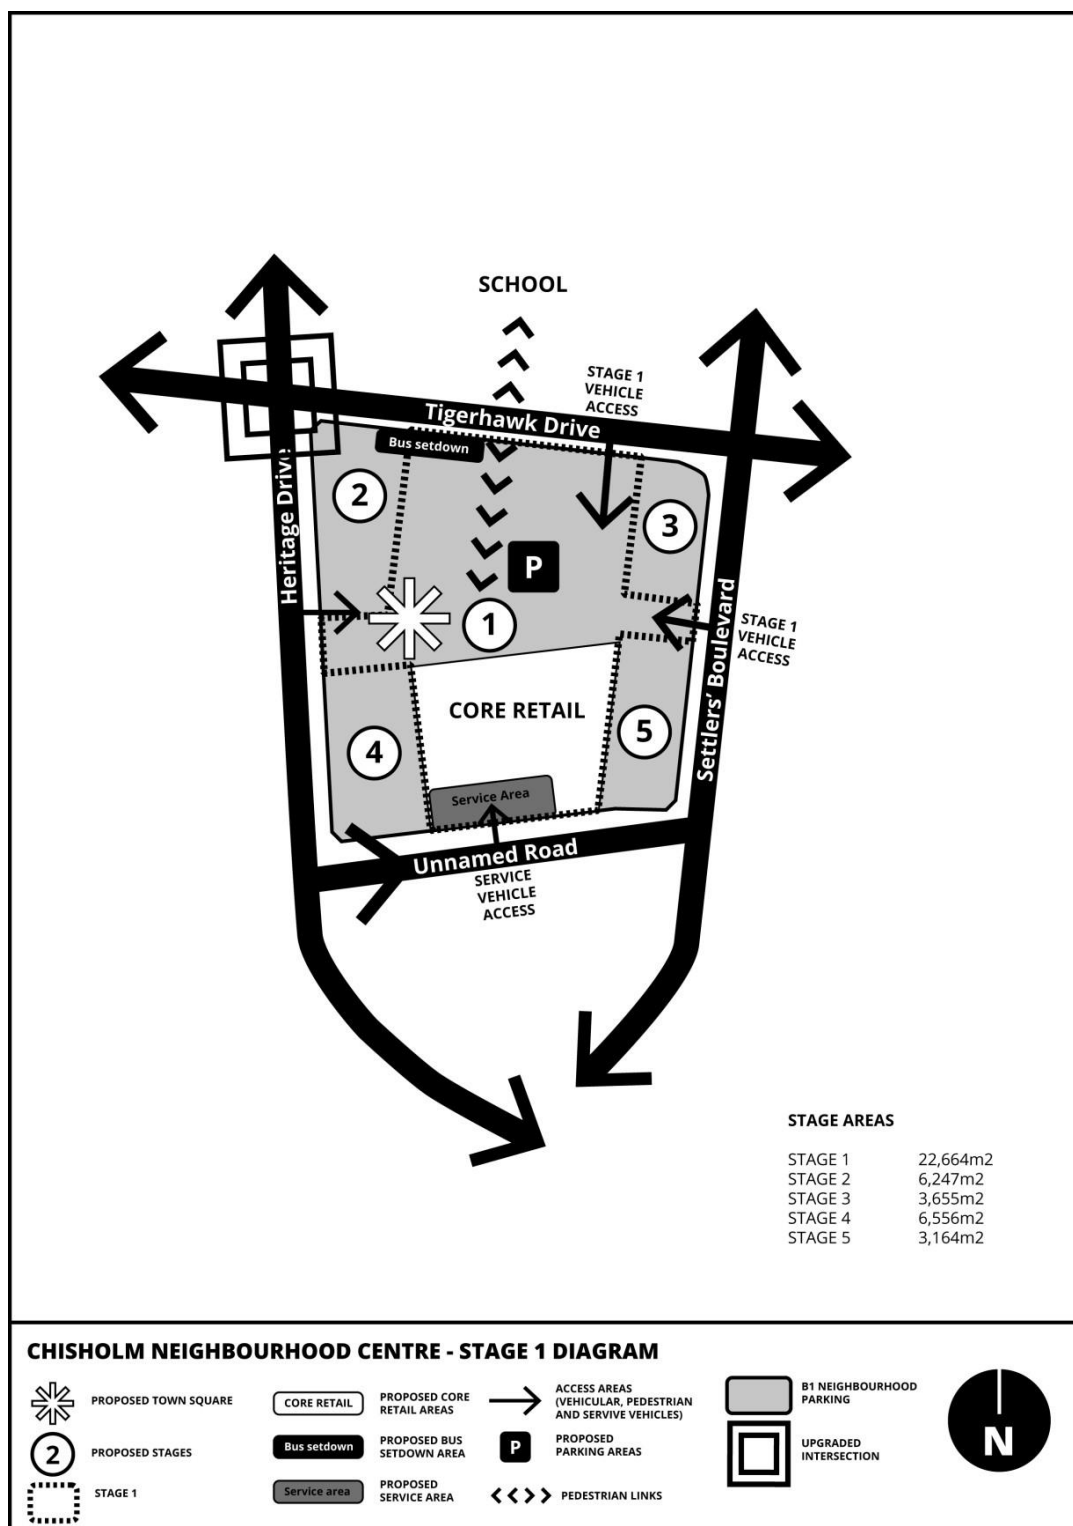 SCHOOL
STAGE 1
VEHICLE
ACCESS
Tigerhawk Drive
Bus setdown
2
3
Heritage Drive
P
1
STAGE 1
VEHICLE
ACCESS
Settlers' Boulevard
CORE RETAIL
4
5
Service Area
Unnamed Road
SERVICE
VEHICLE
ACCESS
STAGE AREAS
STAGE 1 22,664m2
STAGE 2 6,247m2
STAGE 3 3,655m2
STAGE 4 6,556m2
STAGE 5 3,164m2
CHISHOLM NEIGHBOURHOOD CENTRE - STAGE 1 DIAGRAM
PROPOSED TOWN SQUARE
2 PROPOSED STAGES
STAGE 1
CORE RETAIL
PROPOSED CORE
RETAIL AREAS
Bus setdown
PROPOSED BUS
SETDOWN AREA
Service area
PROPOSED
SERVICE AREA
ACCESS AREAS
(VEHICULAR, PEDESTRIAN
AND SERVIVE VEHICLES)
P
PROPOSED
PARKING AREAS
PEDESTRIAN LINKS
B1 NEIGHBOURHOOD
PARKING
UPGRADED
INTERSECTION
N